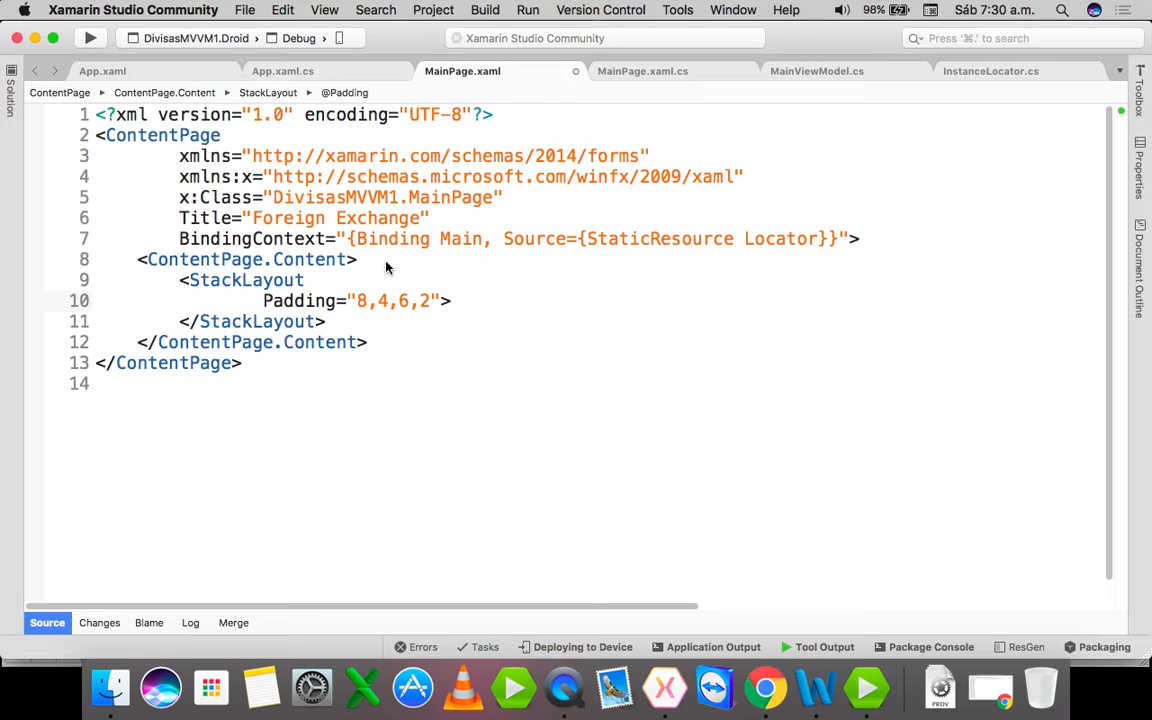 Xamarin Studio Community File Edit View Search Project Build Run Version Control Tools Window Help 98% Sáb 7:30 a.m.
DivisasMVVM1.Droid > Debug > Xamarin Studio Community Press '⌘.' to search
App.xaml App.xaml.cs MainPage.xaml MainPage.xaml.cs MainViewModel.cs InstanceLocator.cs
ContentPage > ContentPage.Content > StackLayout > @Padding
1 <?xml version="1.0" encoding="UTF-8"?>
2 <ContentPage
3 xmlns="http://xamarin.com/schemas/2014/forms"
4 xmlns:x="http://schemas.microsoft.com/winfx/2009/xaml"
5 x:Class="DivisasMVVM1.MainPage"
6 Title="Foreign Exchange"
7 BindingContext="{Binding Main, Source={StaticResource Locator}}">
8 <ContentPage.Content>
9 <StackLayout
10 Padding="8,4,6,2">
11 </StackLayout>
12 </ContentPage.Content>
13 </ContentPage>
14
Solution
Toolbox
Properties
Document Outline
Source Changes Blame Log Merge
Errors Tasks Deploying to Device Application Output Tool Output Package Console ResGen Packaging
PROV